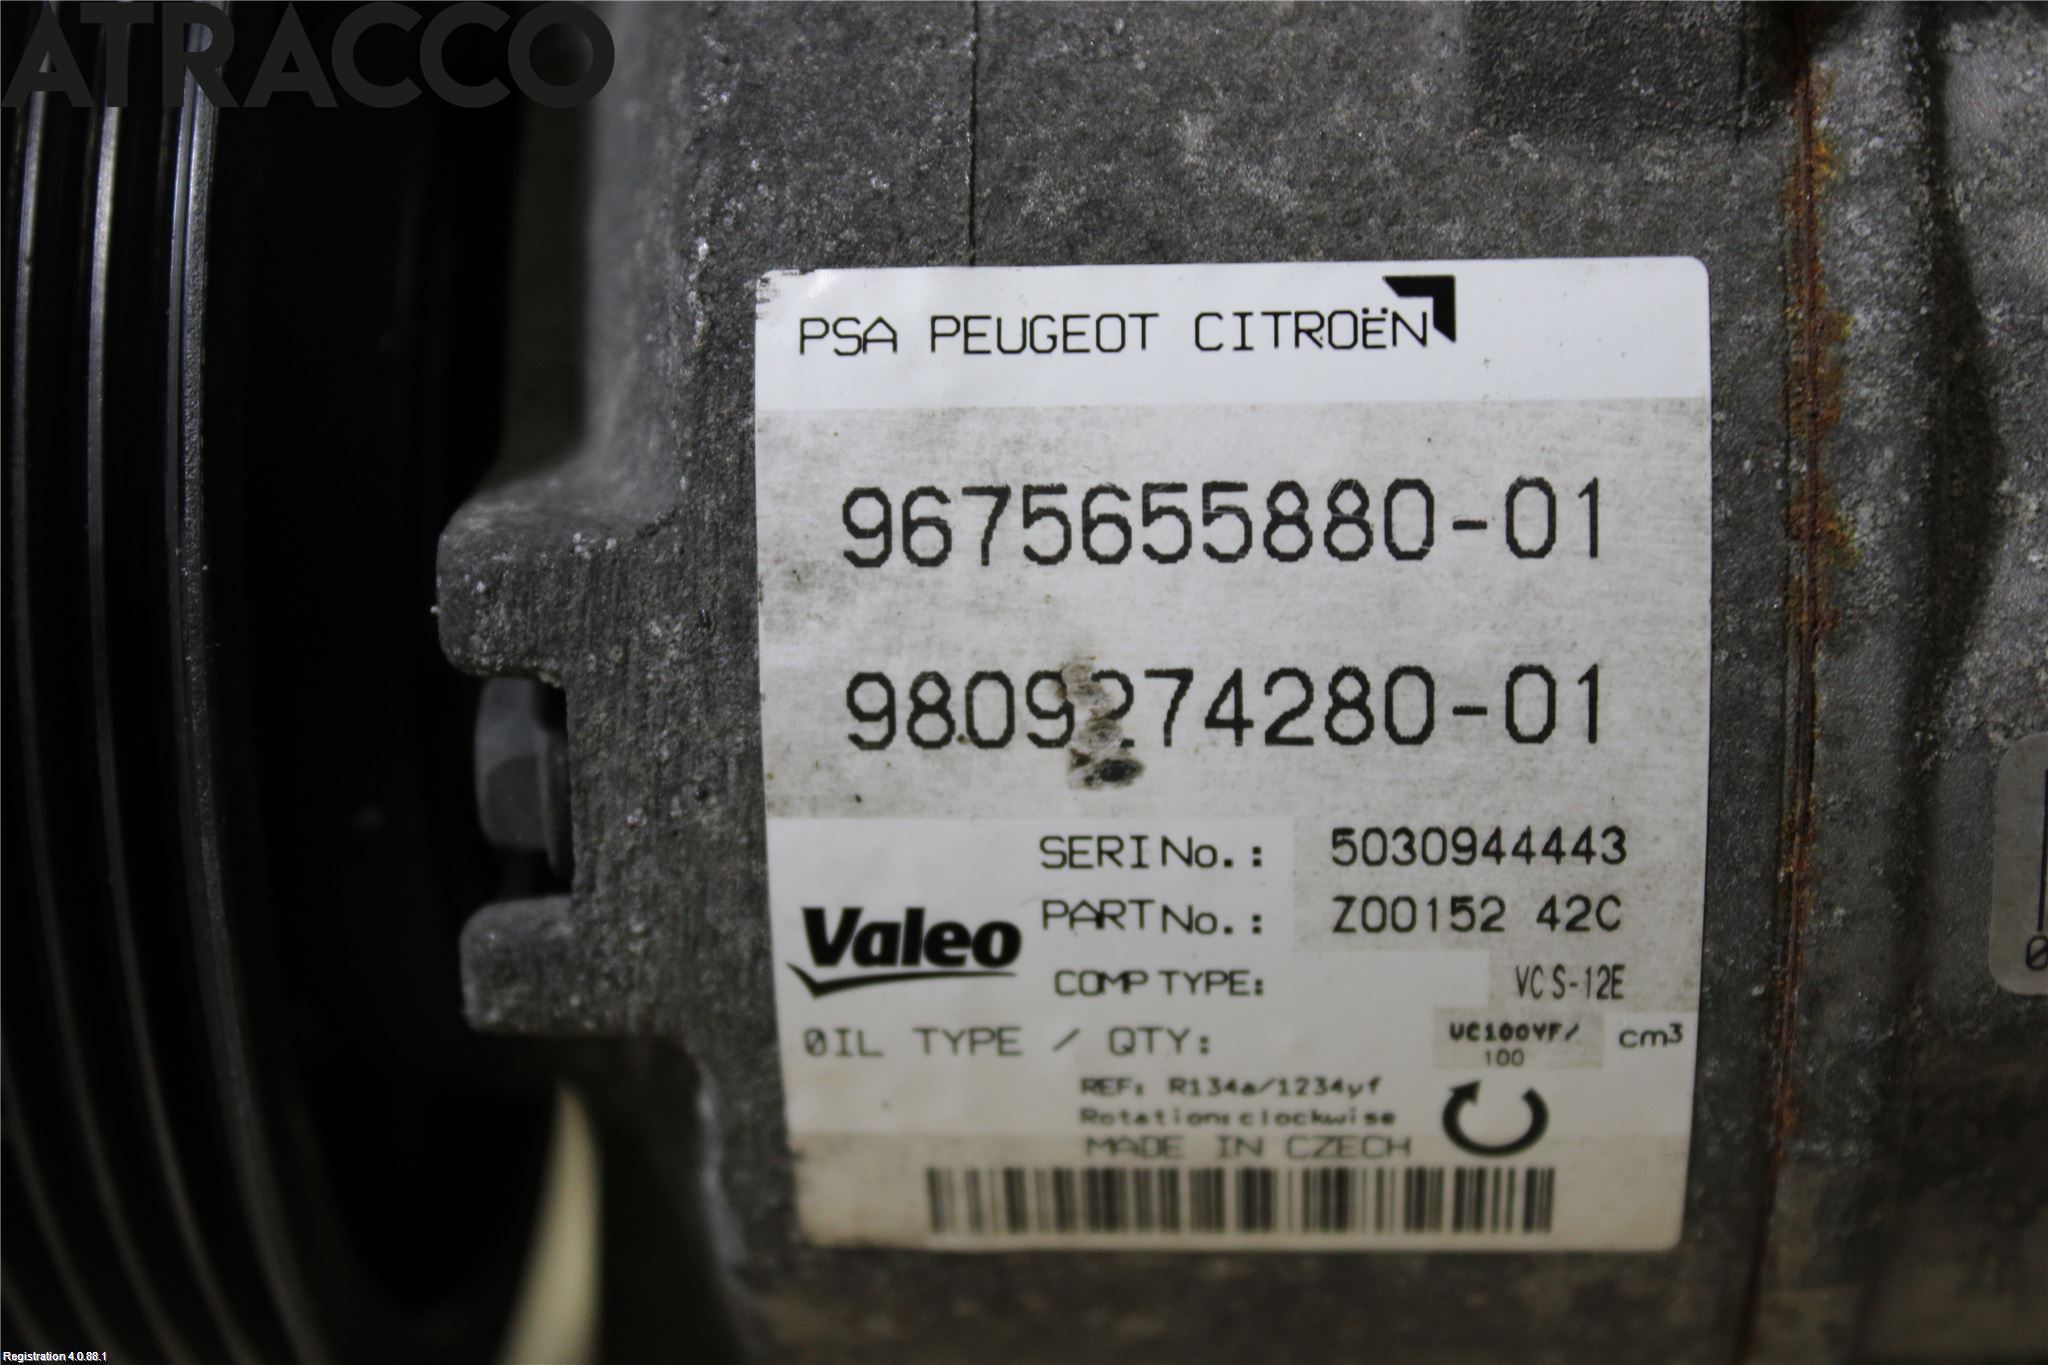 ATRACCO
PSA PEUGEOT CITROËN
9675655880-01
9809274280-01
SERI No.: 5030944443
PART No.: Z00152 42C
Valeo
COMP TYPE: VC S-12E
OIL TYPE / QTY: VC100YF/ 100 cm3
REF: R134a/1234yf
Rotation:clockwise
MADE IN CZECH
Registration 4.0.88.1